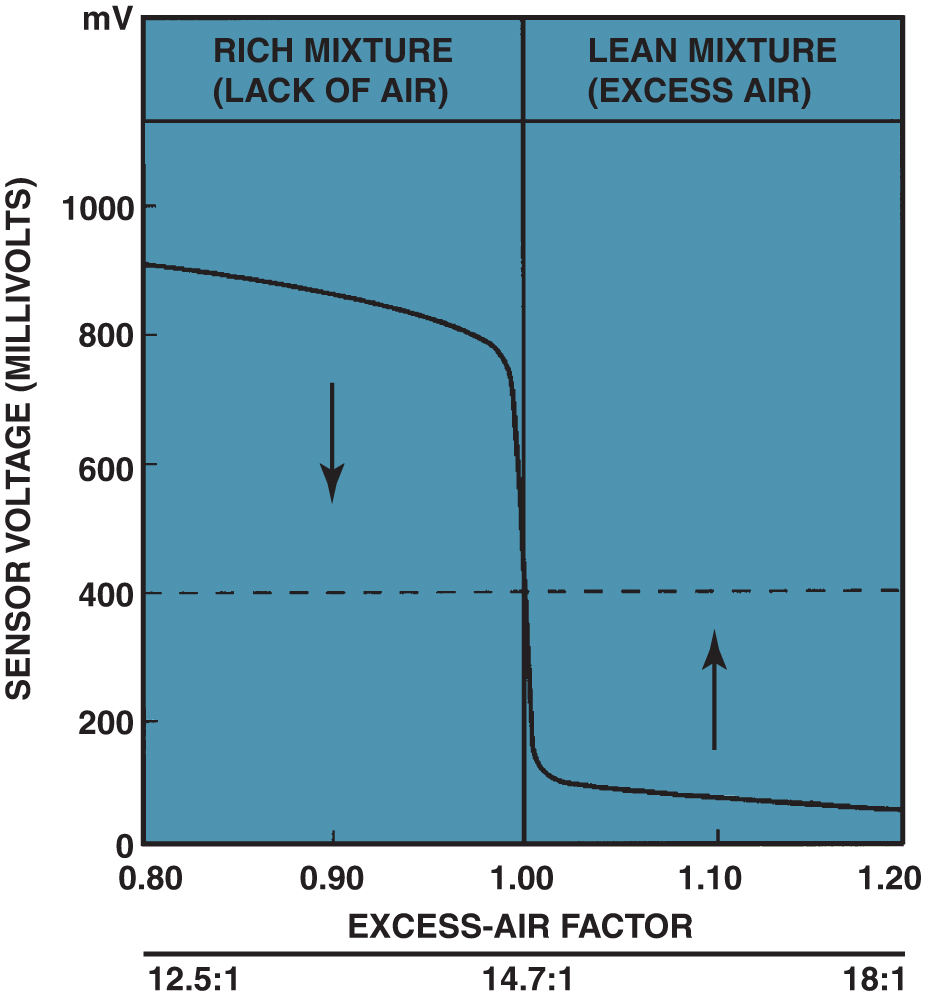 mV
RICH MIXTURE
(LACK OF AIR)
LEAN MIXTURE
(EXCESS AIR)
SENSOR VOLTAGE (MILLIVOLTS)
1000
800
600
400
200
0
0.80 0.90 1.00 1.10 1.20
EXCESS-AIR FACTOR
12.5:1 14.7:1 18:1